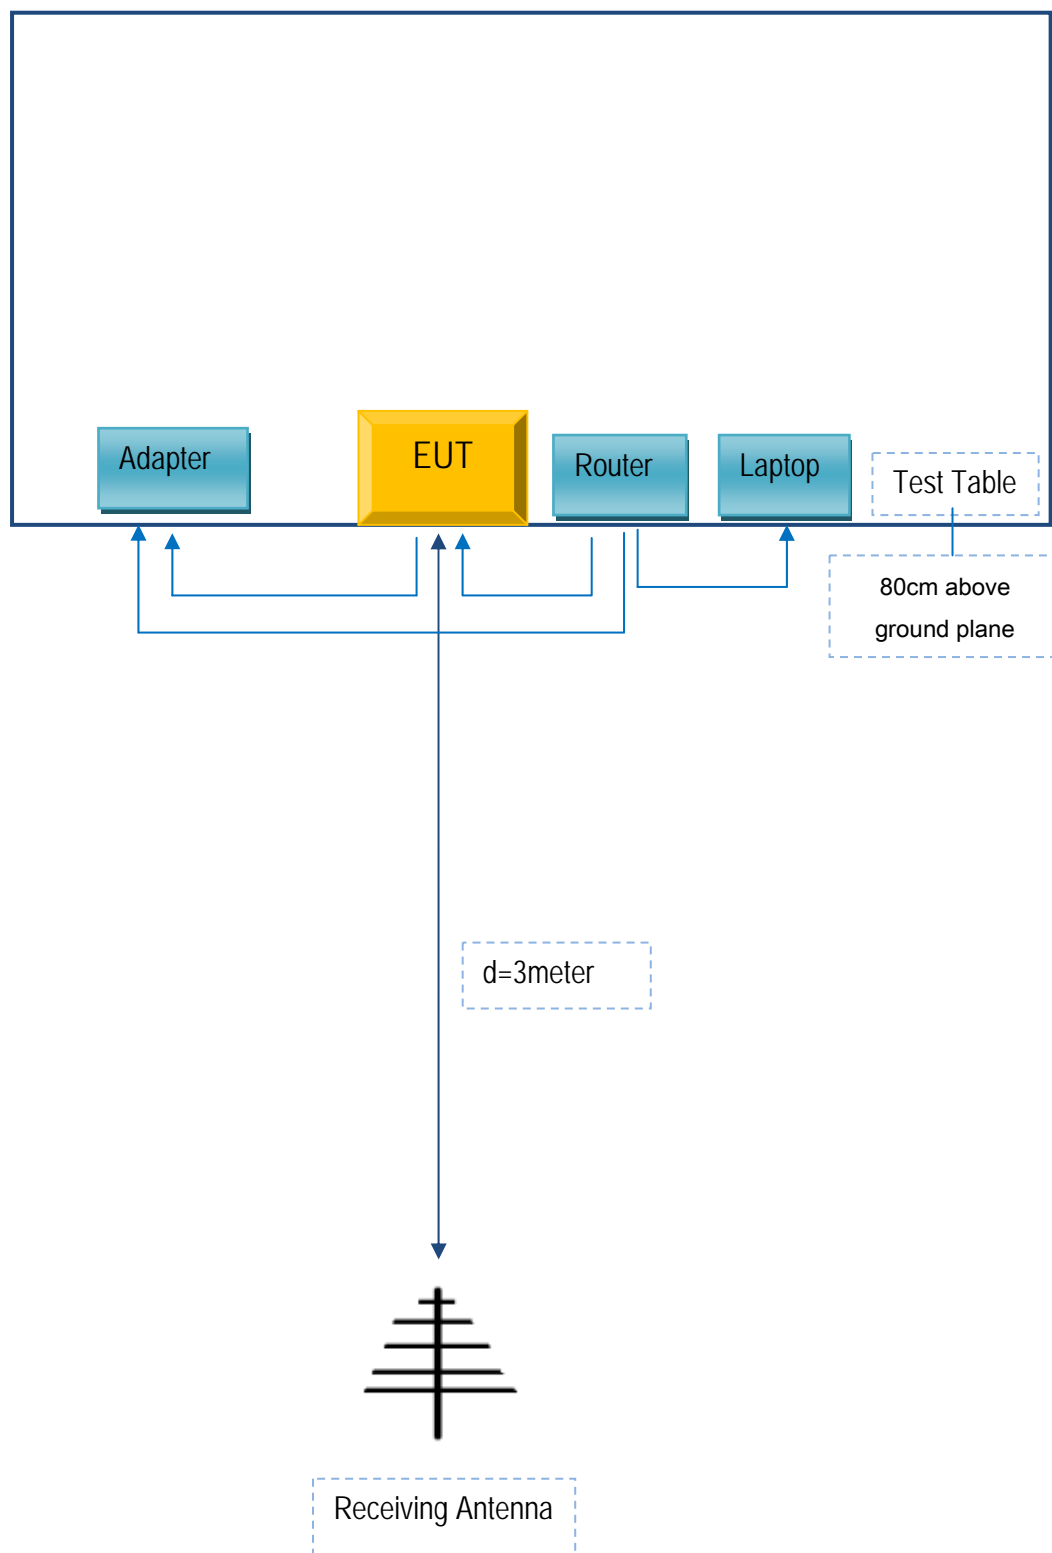 Adapter
EUT
Router
Laptop
Test Table
80cm above
ground plane
d=3meter
Receiving Antenna